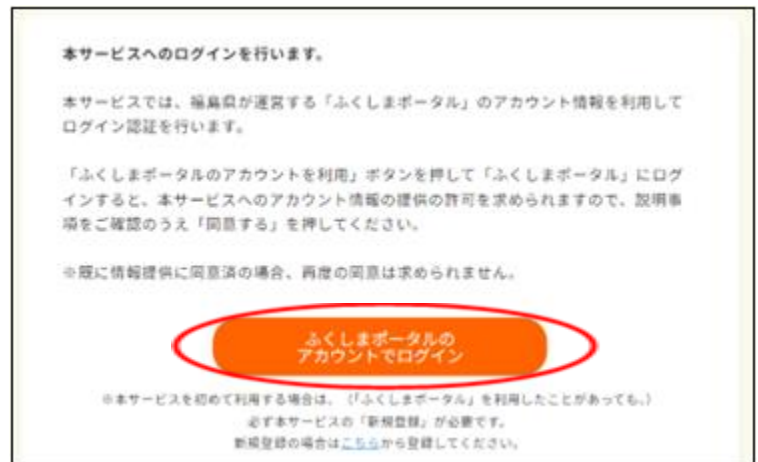 本サービスへのログインを行います。
本サービスでは、福島県が運営する「ふくしまポータル」のアカウント情報を利用して
ログイン認証を行います。
「ふくしまポータルのアカウントを利用」ボタンを押して「ふくしまポータル」にログ
インすると、本サービスへのアカウント情報の提供の許可を求められますので、説明事
項をご確認のうえ「同意する」を押してください。
※既に情報提供に同意済の場合、再度の同意は求められません。
ふくしまポータルの
アカウントでログイン
※本サービスを初めて利用する場合は、（「ふくしまポータル」を利用したことがあっても、）
必ず本サービスの「新規登録」が必要です。
新規登録の場合はこちらから登録してください。